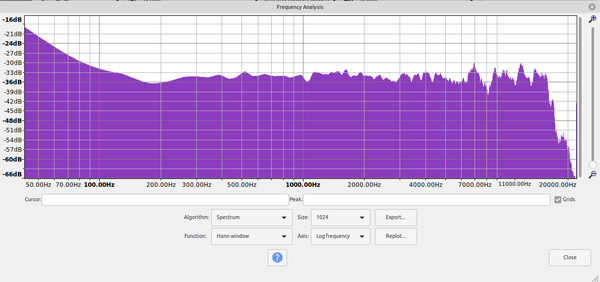 Frequency Analysis
-16dB
-21dB
-24dB
-27dB
-30dB
-33dB
-36dB
-39dB
-42dB
-45dB
-48dB
-51dB
-54dB
-57dB
-60dB
-66dB
50.00Hz 70.00Hz 100.00Hz 200.00Hz 300.00Hz 500.00Hz 1000.00Hz 2000.00Hz 4000.00Hz 7000.00Hz 11000.00Hz 20000.00Hz
Cursor: Peak: Grids
Algorithm: Spectrum Size: 1024 Export...
Function: Hann window Axis: Log frequency Replot...
? Close